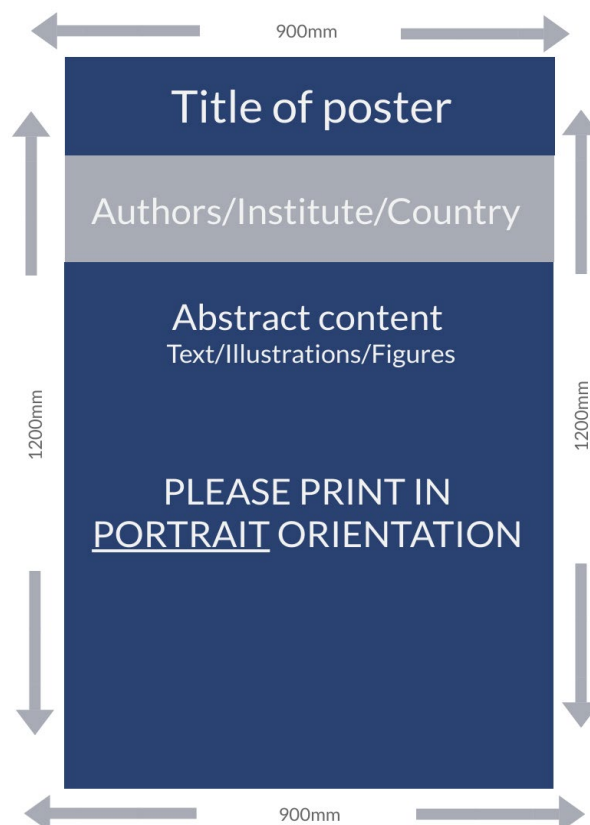 900mm
Title of poster
Authors/Institute/Country
Abstract content
Text/Illustrations/Figures
1200mm
1200mm
PLEASE PRINT IN
PORTRAIT ORIENTATION
900mm